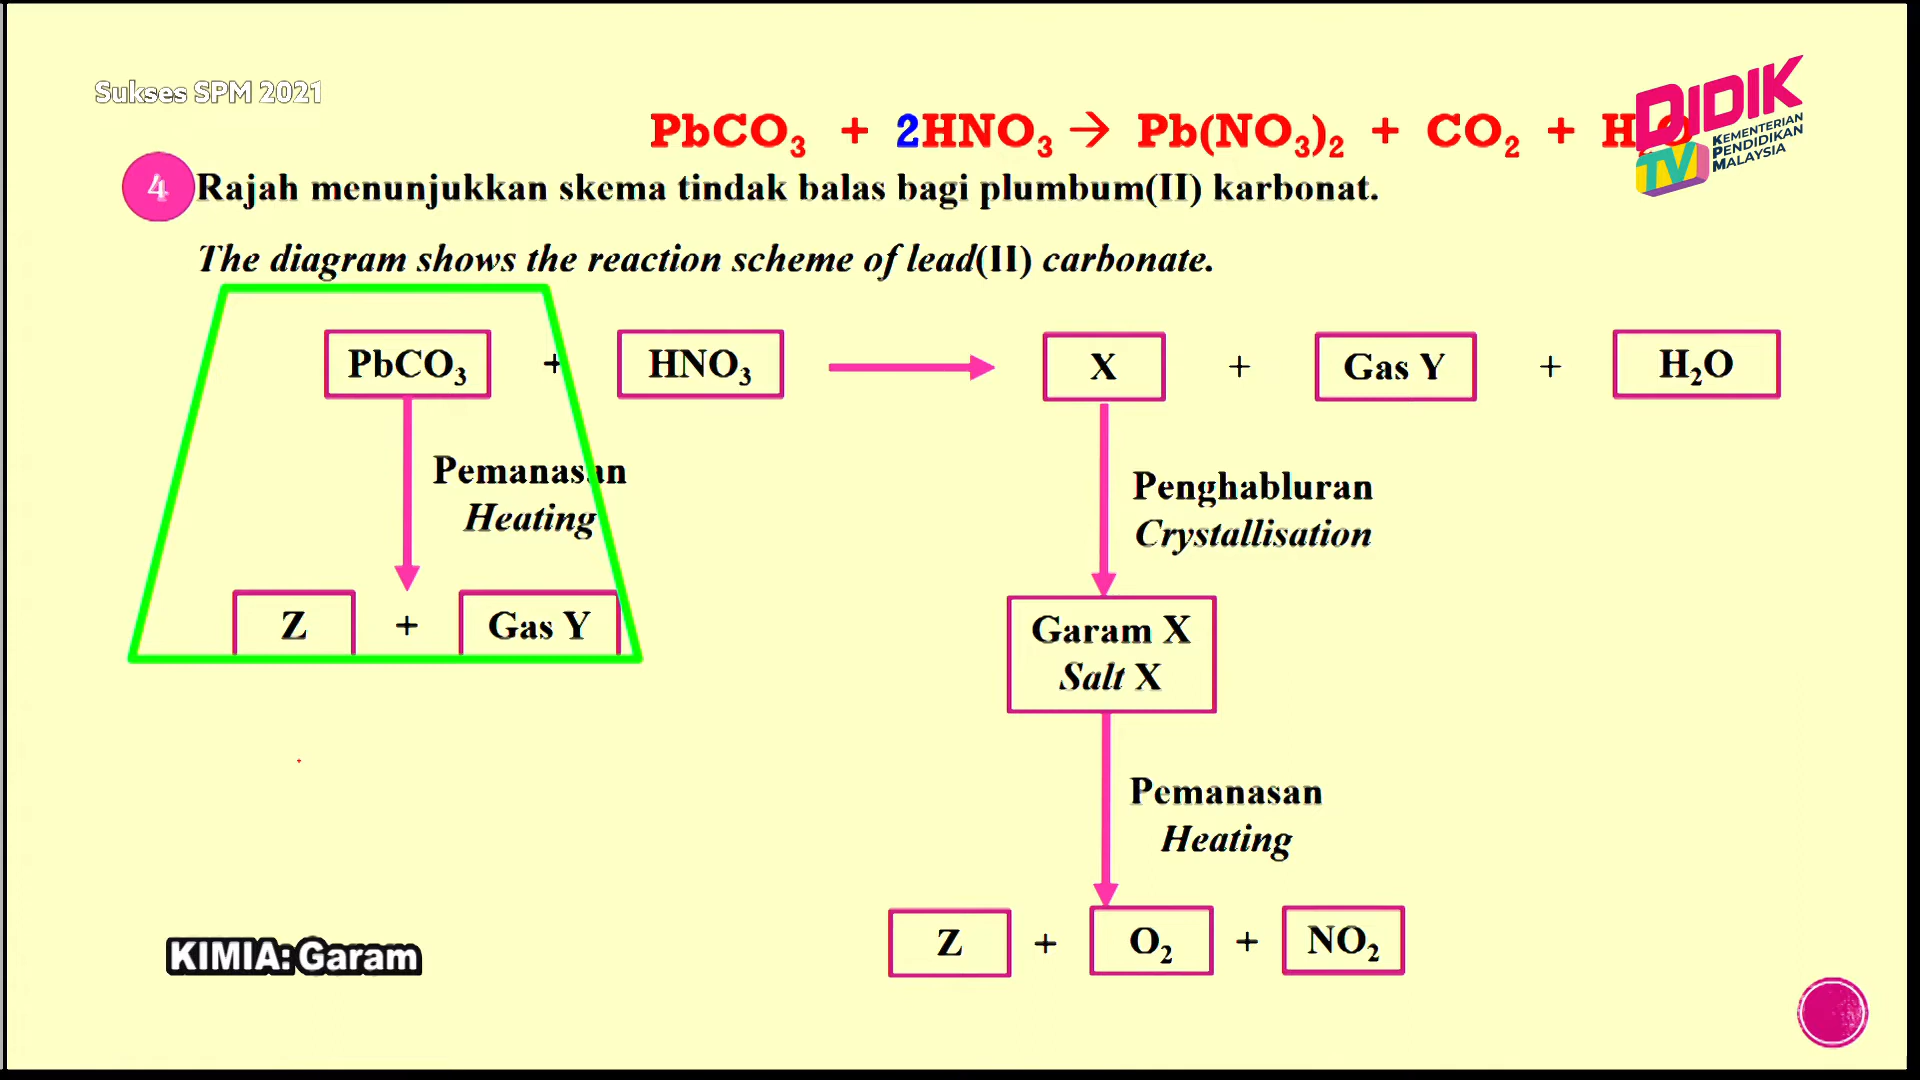 Sukses SPM 2021
DIDIK
TV
KEMENTERIAN
PENDIDIKAN
MALAYSIA
PbCO₃ + 2HNO₃ → Pb(NO₃)₂ + CO₂ + H₂O
4 Rajah menunjukkan skema tindak balas bagi plumbum(II) karbonat.
The diagram shows the reaction scheme of lead(II) carbonate.
PbCO₃ + HNO₃ X + Gas Y + H₂O
Pemanasan
Heating
Penghabluran
Crystallisation
Z + Gas Y
Garam X
Salt X
Pemanasan
Heating
Z + O₂ + NO₂
KIMIA: Garam